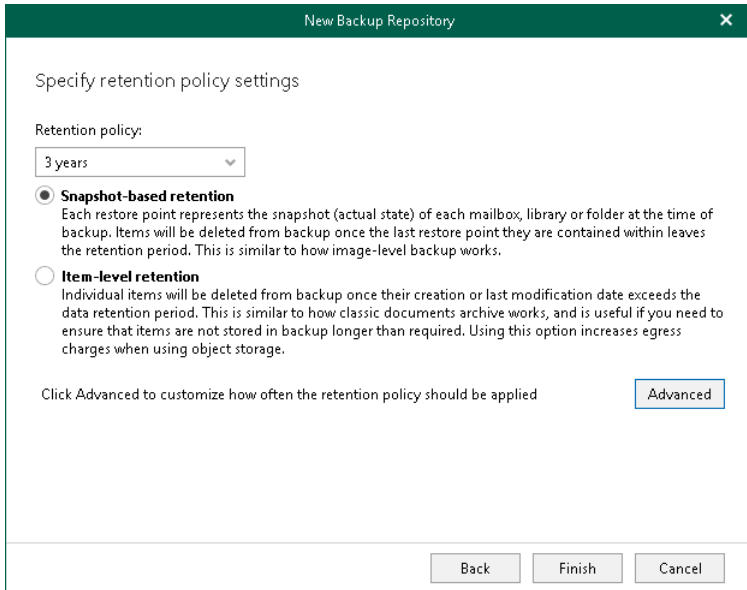 New Backup Repository
Specify retention policy settings
Retention policy:
3 years
Snapshot-based retention
Each restore point represents the snapshot (actual state) of each mailbox, library or folder at the time of
backup. Items will be deleted from backup once the last restore point they are contained within leaves
the retention period. This is similar to how image-level backup works.
Item-level retention
Individual items will be deleted from backup once their creation or last modification date exceeds the
data retention period. This is similar to how classic documents archive works, and is useful if you need to
ensure that items are not stored in backup longer than required. Using this option increases egress
charges when using object storage.
Click Advanced to customize how often the retention policy should be applied
Advanced
Back
Finish
Cancel